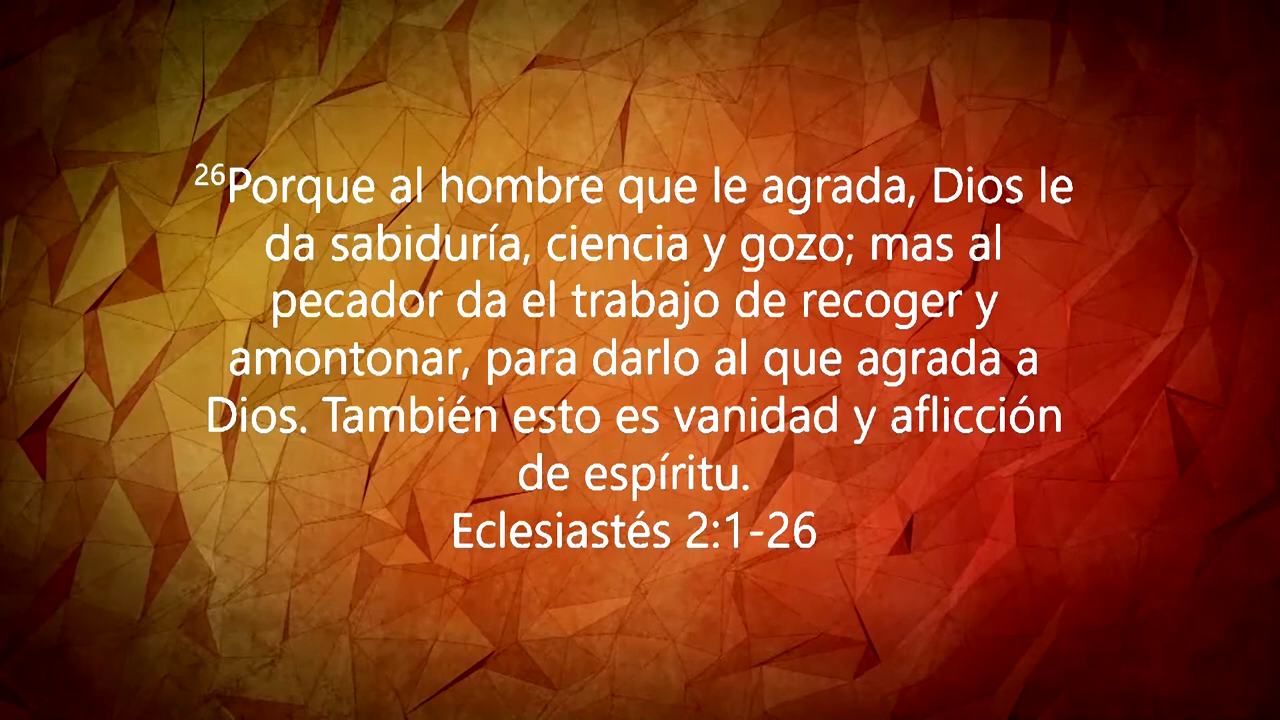 ²⁶Porque al hombre que le agrada, Dios le
da sabiduría, ciencia y gozo; mas al
pecador da el trabajo de recoger y
amontonar, para darlo al que agrada a
Dios. También esto es vanidad y aflicción
de espíritu.
Eclesiastés 2:1-26